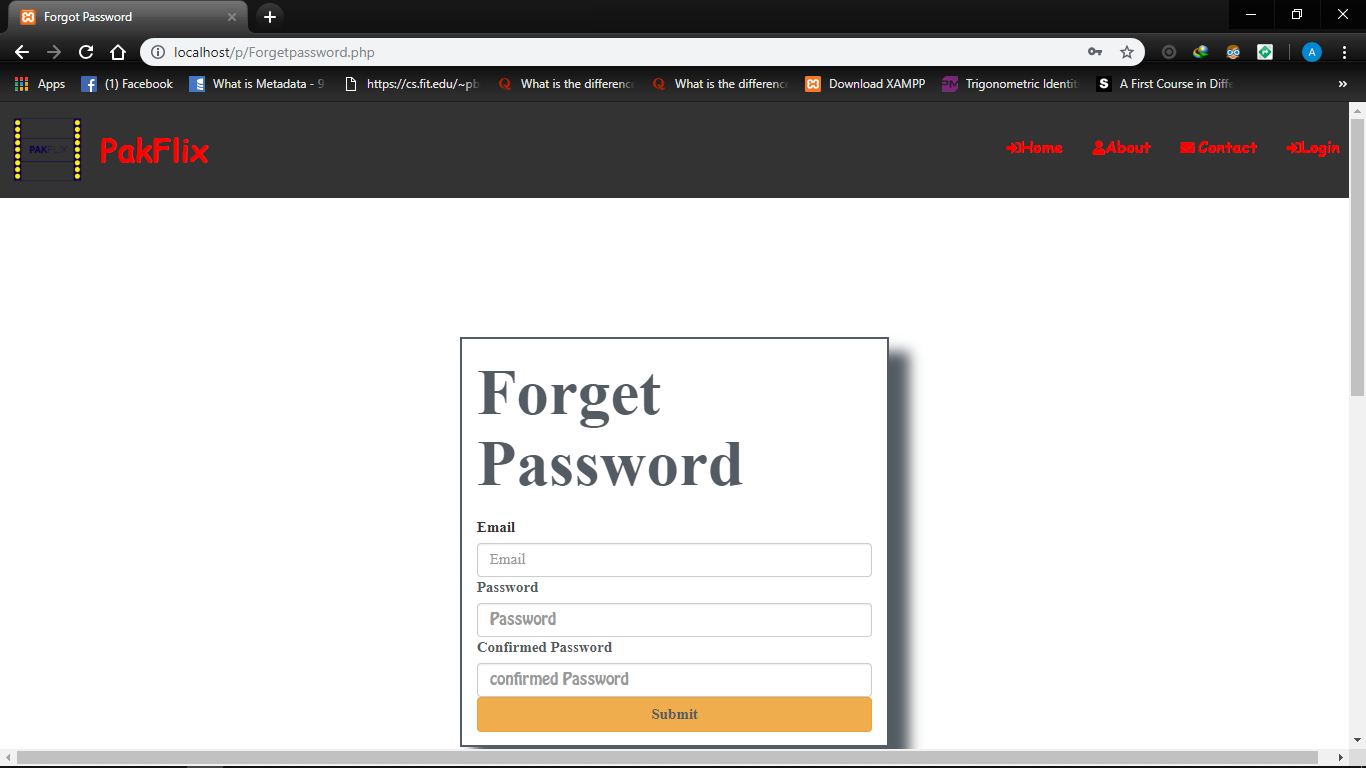 Forgot Password
localhost/p/Forgetpassword.php
A
Apps
(1) Facebook
What is Metadata - 9
https://cs.fit.edu/~pb
What is the difference
What is the difference
Download XAMPP
Trigonometric Identit
A First Course in Diffe
»
PAKFLIX
PakFlix
Home
About
Contact
Login
Forget
Password
Email
Email
Password
Password
Confirmed Password
confirmed Password
Submit